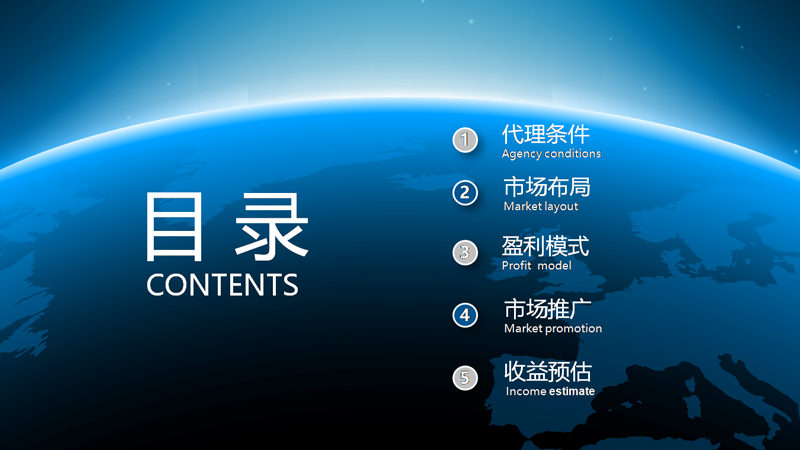 目录
CONTENTS
1
代理条件
Agency conditions
2
市场布局
Market layout
3
盈利模式
Profit model
4
市场推广
Market promotion
5
收益预估
Income estimate